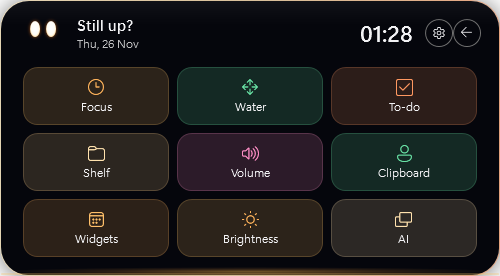 Still up?
Thu, 26 Nov
01:28
Focus
Water
To-do
Shelf
Volume
Clipboard
Widgets
Brightness
AI